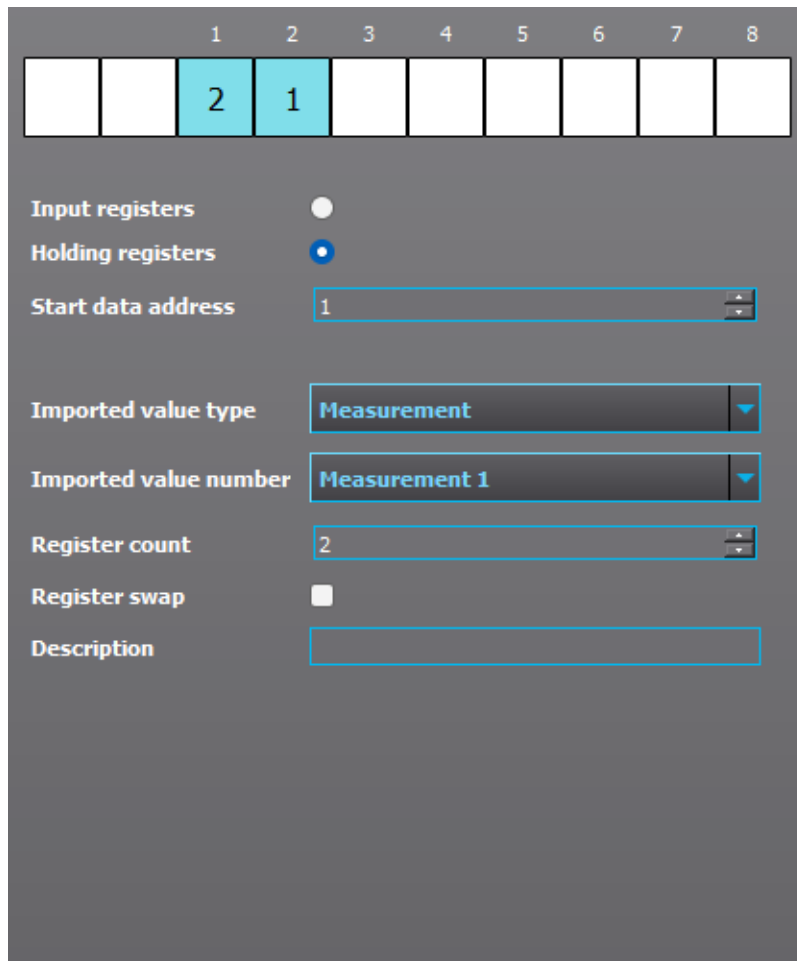 1 2 3 4 5 6 7 8
2 1
Input registers
Holding registers
Start data address 1
Imported value type Measurement
Imported value number Measurement 1
Register count 2
Register swap
Description